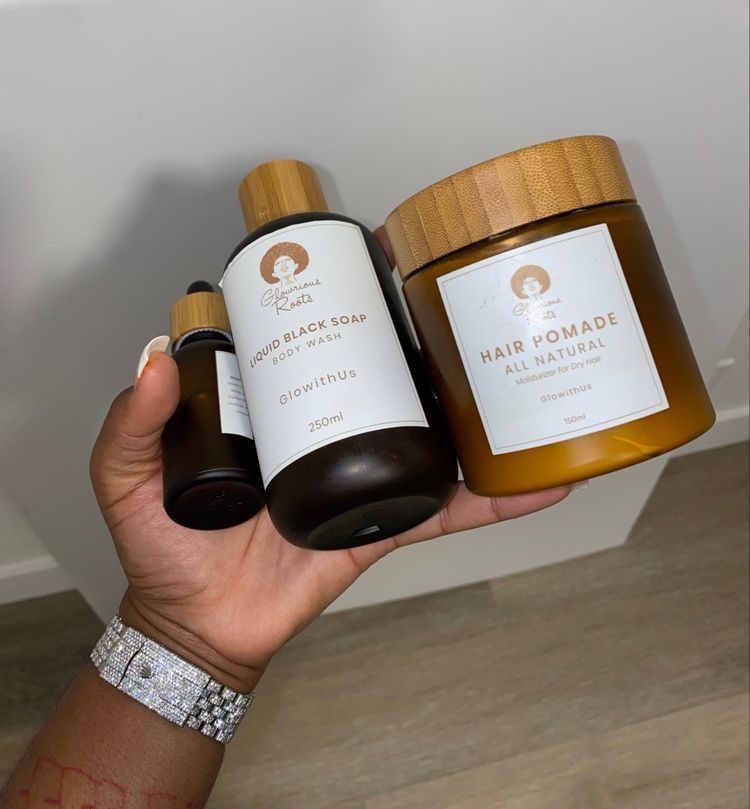 Glowrious
Roots
LIQUID BLACK SOAP
BODY WASH
GlowithUs
250ml
Glowrious
Roots
HAIR POMADE
ALL NATURAL
Moisturizer for Dry Hair
GlowithUs
150ml